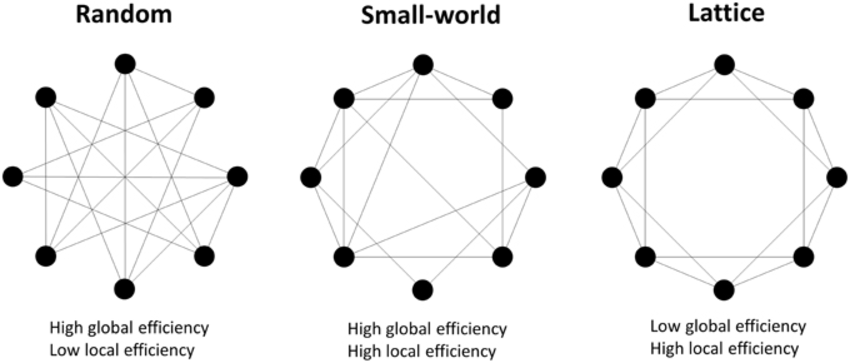 Random
Small-world
Lattice
High global efficiency
Low local efficiency
High global efficiency
High local efficiency
Low global efficiency
High local efficiency